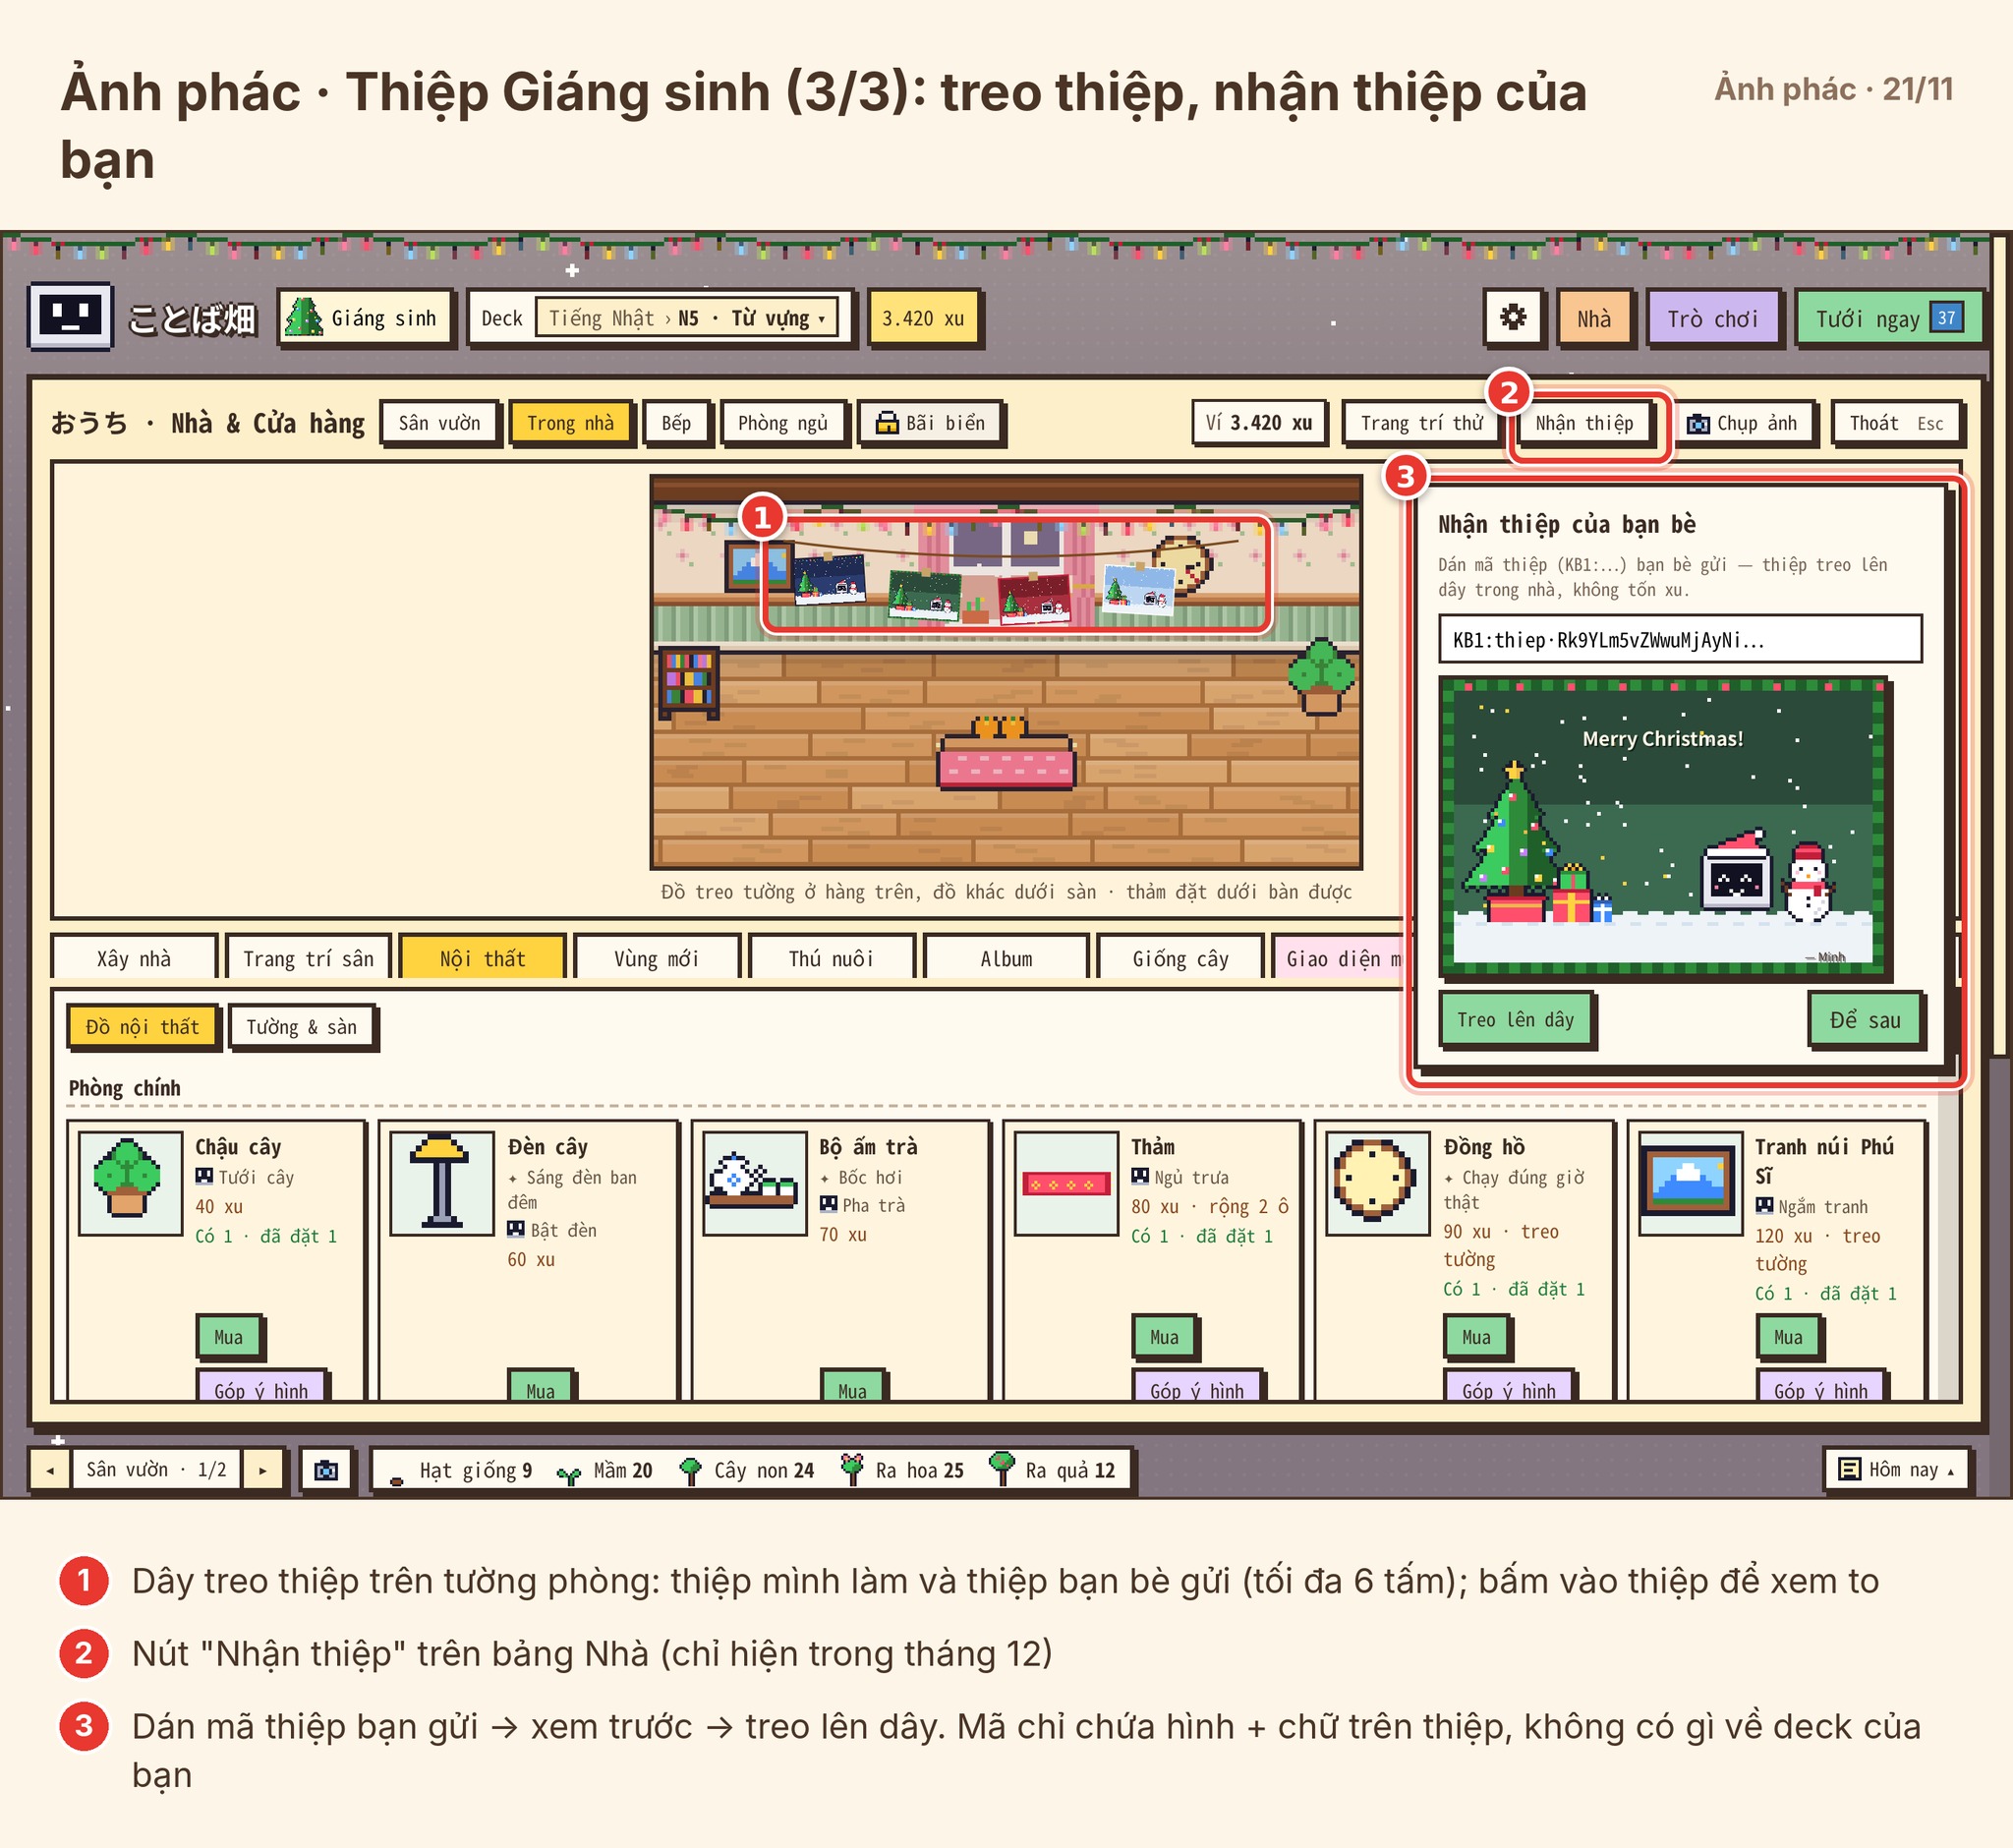 Ảnh phác · Thiệp Giáng sinh (3/3): treo thiệp, nhận thiệp của
bạn
Ảnh phác · 21/11
ことば畑
Giáng sinh
Deck
Tiếng Nhật › N5 · Từ vựng ▾
3.420 xu
Nhà
Trò chơi
Tưới ngay 37
おうち · Nhà & Cửa hàng
Sân vườn
Trong nhà
Bếp
Phòng ngủ
Bãi biển
Ví 3.420 xu
Trang trí thử
2
Nhận thiệp
Chụp ảnh
Thoát Esc
1
3
Nhận thiệp của bạn bè
Dán mã thiệp (KB1:...) bạn bè gửi — thiệp treo lên
dây trong nhà, không tốn xu.
KB1:thiep·Rk9YLm5vZWwuMjAyNi...
Merry Christmas!
— Minh
Treo lên dây
Để sau
Đồ treo tường ở hàng trên, đồ khác dưới sàn · thảm đặt dưới bàn được
Xây nhà
Trang trí sân
Nội thất
Vùng mới
Thú nuôi
Album
Giống cây
Giao diện m
Đồ nội thất
Tường & sàn
Phòng chính
Chậu cây
Tưới cây
40 xu
Có 1 · đã đặt 1
Mua
Góp ý hình
Đèn cây
✦ Sáng đèn ban
đêm
Bật đèn
60 xu
Mua
Bộ ấm trà
✦ Bốc hơi
Pha trà
70 xu
Mua
Thảm
Ngủ trưa
80 xu · rộng 2 ô
Có 1 · đã đặt 1
Mua
Góp ý hình
Đồng hồ
✦ Chạy đúng giờ
thật
90 xu · treo
tường
Có 1 · đã đặt 1
Mua
Góp ý hình
Tranh núi Phú
Sĩ
Ngắm tranh
120 xu · treo
tường
Có 1 · đã đặt 1
Mua
Góp ý hình
◂ Sân vườn · 1/2 ▸
Hạt giống 9
Mầm 20
Cây non 24
Ra hoa 25
Ra quả 12
Hôm nay ▴
1 Dây treo thiệp trên tường phòng: thiệp mình làm và thiệp bạn bè gửi (tối đa 6 tấm); bấm vào thiệp để xem to
2 Nút "Nhận thiệp" trên bảng Nhà (chỉ hiện trong tháng 12)
3 Dán mã thiệp bạn gửi → xem trước → treo lên dây. Mã chỉ chứa hình + chữ trên thiệp, không có gì về deck của
bạn